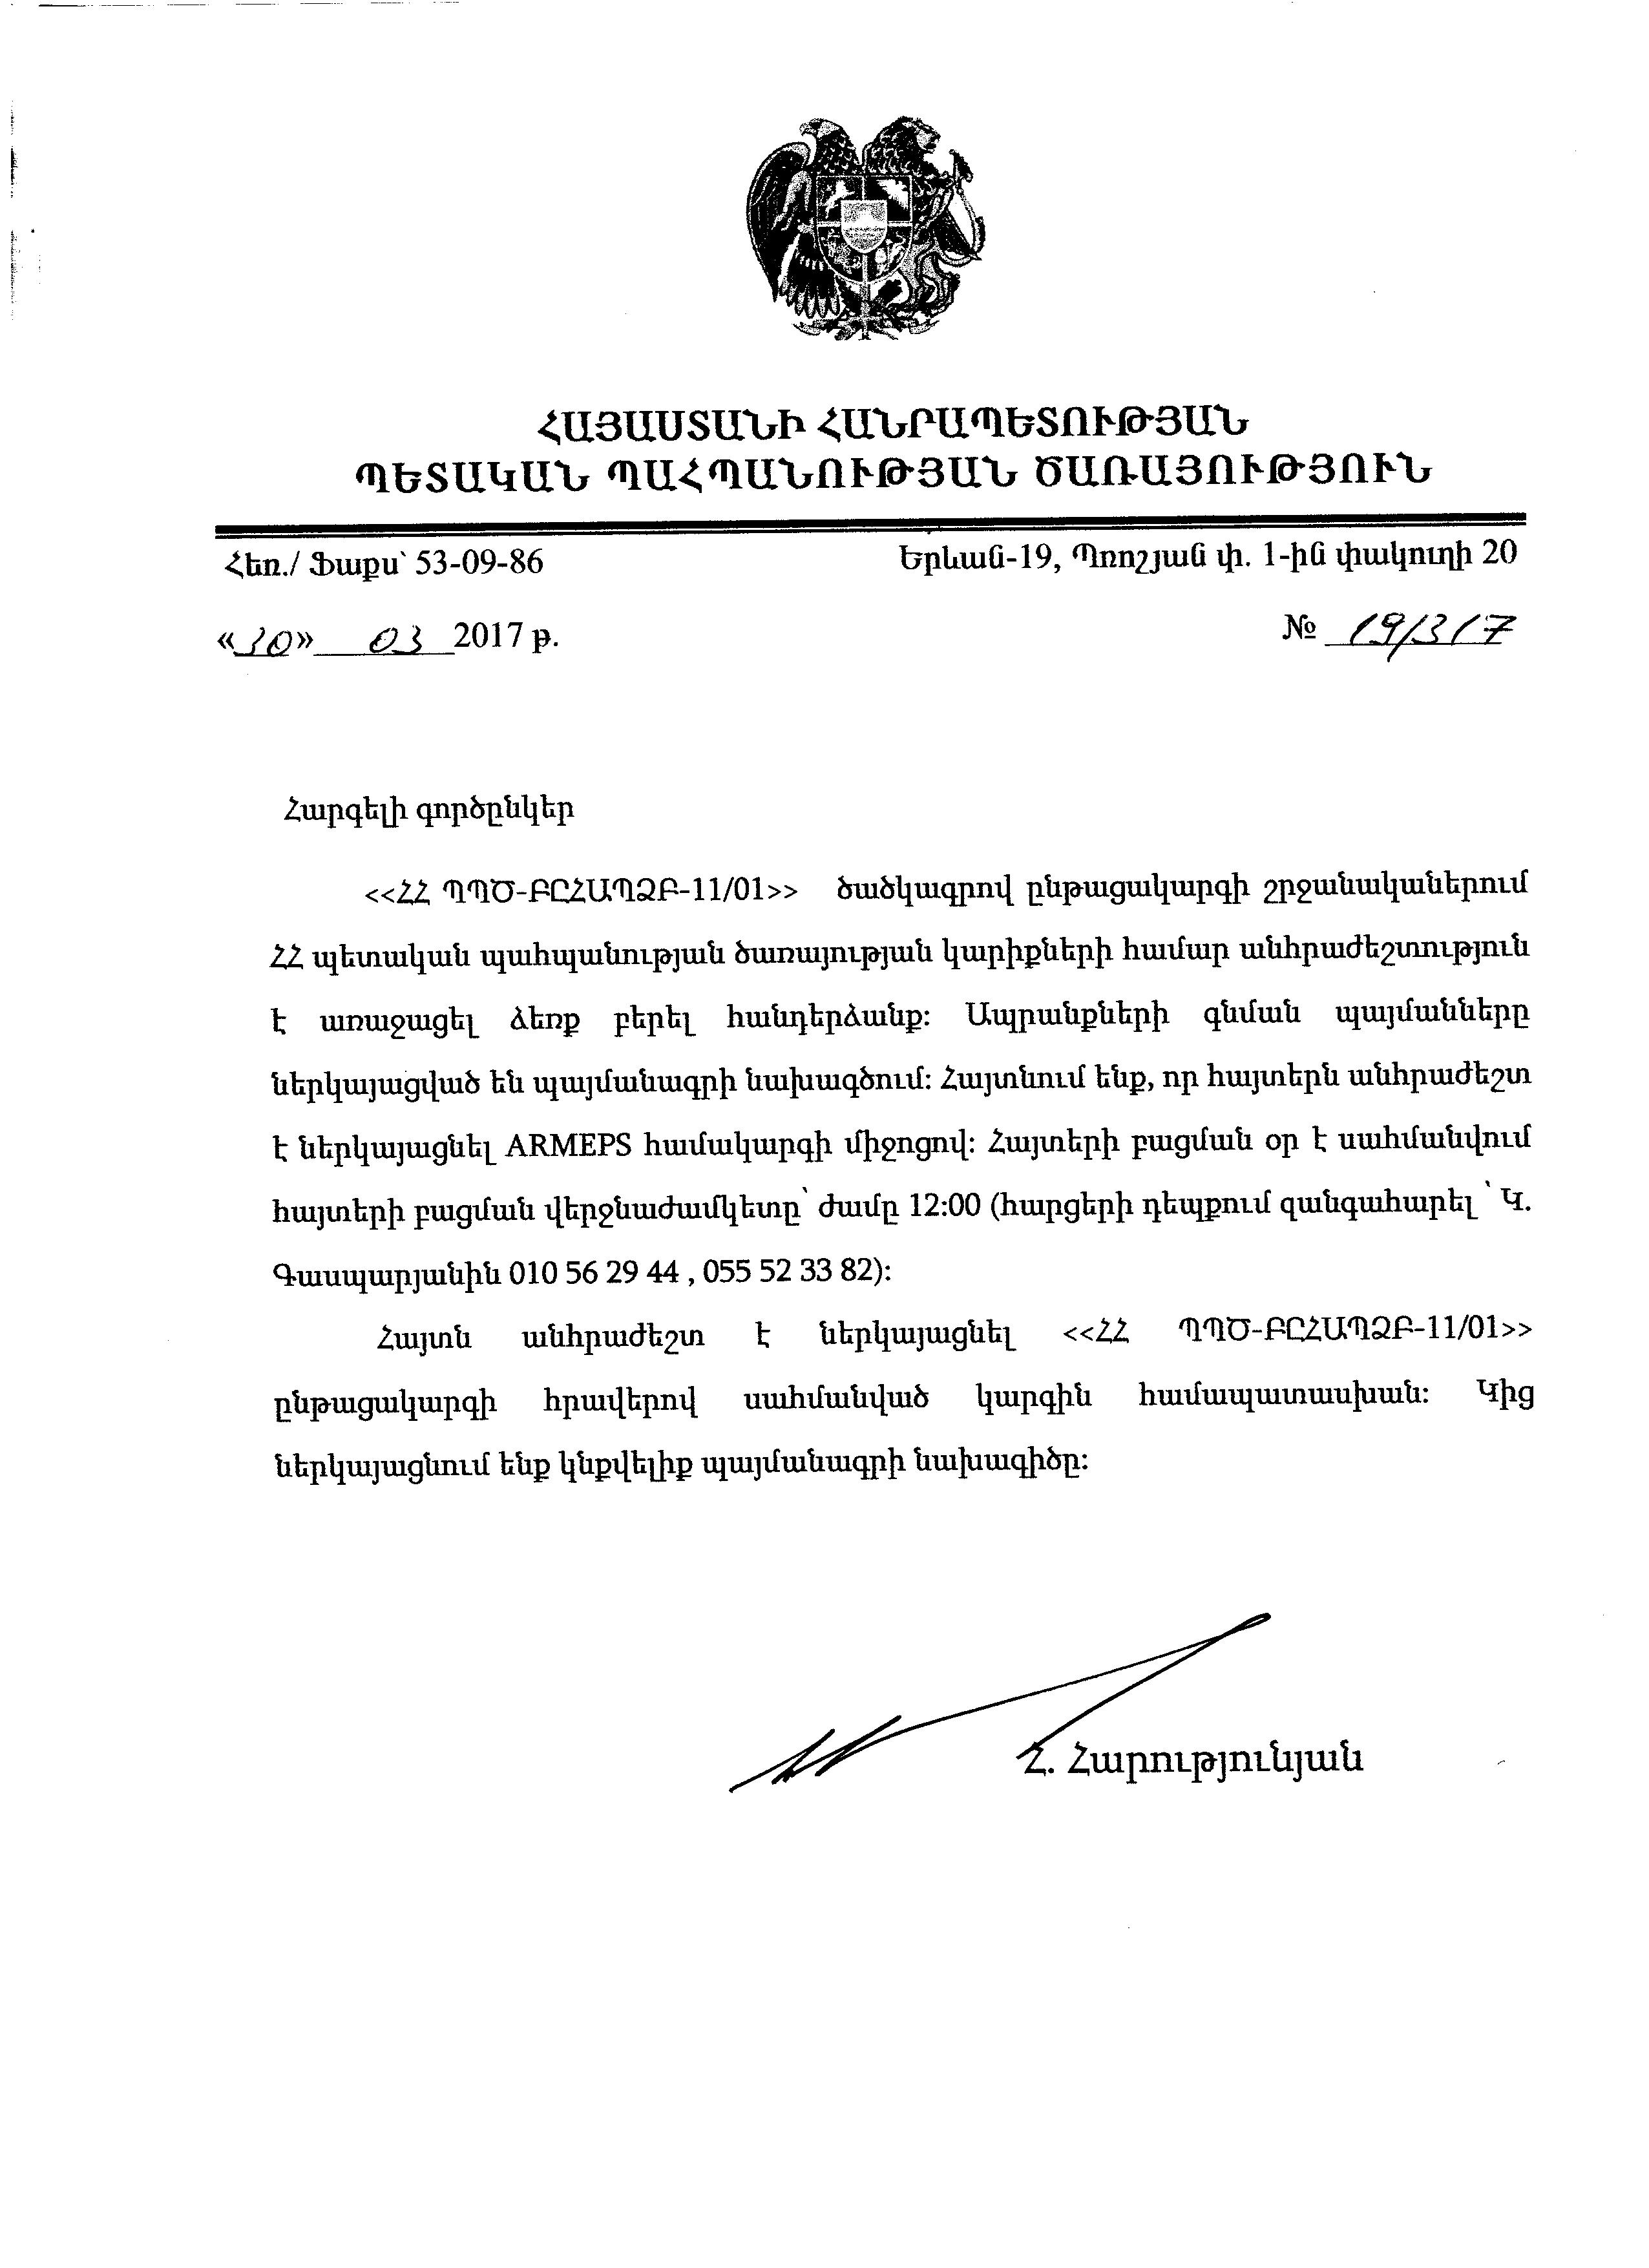 ՀԱՅԱՍՏԱՆԻ ՀԱՆՐԱՊԵՏՈՒԹՅԱՆ
ՊԵՏԱԿԱՆ ՊԱՀՊԱՆՈՒԹՅԱՆ ԾԱՌԱՅՈՒԹՅՈՒՆ
Հեռ./ Ֆաքս՝ 53-09-86
Երևան-19, Պռոշյան փ. 1-ին փակուղի 20
«30» 03 2017 թ.
№ 19/317
Հարգելի գործընկեր
<<ՀՀ ՊՊԾ-ԲԸՀԱՊՁԲ-11/01>> ծածկագրով ընթացակարգի շրջանականերում
ՀՀ պետական պահպանության ծառայության կարիքների համար անհրաժեշտություն
է առաջացել ձեռք բերել հանդերձանք: Ապրանքների գնման պայմանները
ներկայացված են պայմանագրի նախագծում: Հայտնում ենք, որ հայտերն անհրաժեշտ
է ներկայացնել ARMEPS համակարգի միջոցով: Հայտերի բացման օր է սահմանվում
հայտերի բացման վերջնաժամկետը՝ ժամը 12:00 (հարցերի դեպքում զանգահարել ՝ Կ.
Գասպարյանին 010 56 29 44 , 055 52 33 82):
Հայտն անհրաժեշտ է ներկայացնել <<ՀՀ ՊՊԾ-ԲԸՀԱՊՁԲ-11/01>>
ընթացակարգի հրավերով սահմանված կարգին համապատասխան: Կից
ներկայացնում ենք կնքվելիք պայմանագրի նախագիծը:
Հ. Հարությունյան